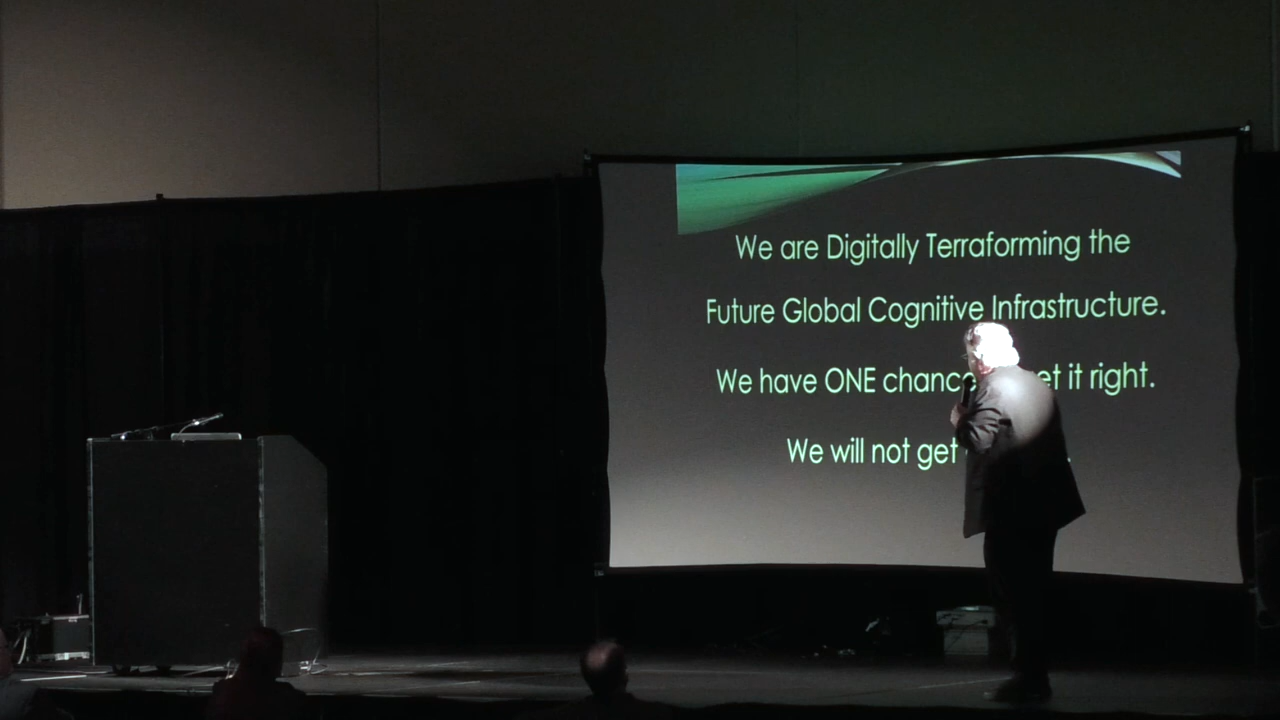 We are Digitally Terraforming the
Future Global Cognitive Infrastructure.
We have ONE chance et it right.
We will not get